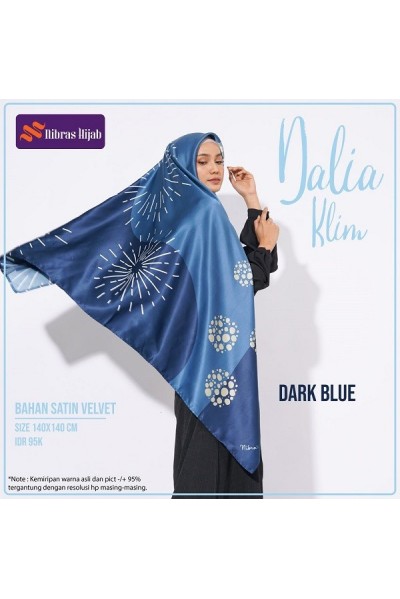 Nibras Hijab
Dalia
Klim
DARK BLUE
BAHAN SATIN VELVET
SIZE 140X140 CM
IDR 95K
Nibras
*Note : Kemiripan warna asli dan pict -/+ 95%
tergantung dengan resolusi hp masing-masing.